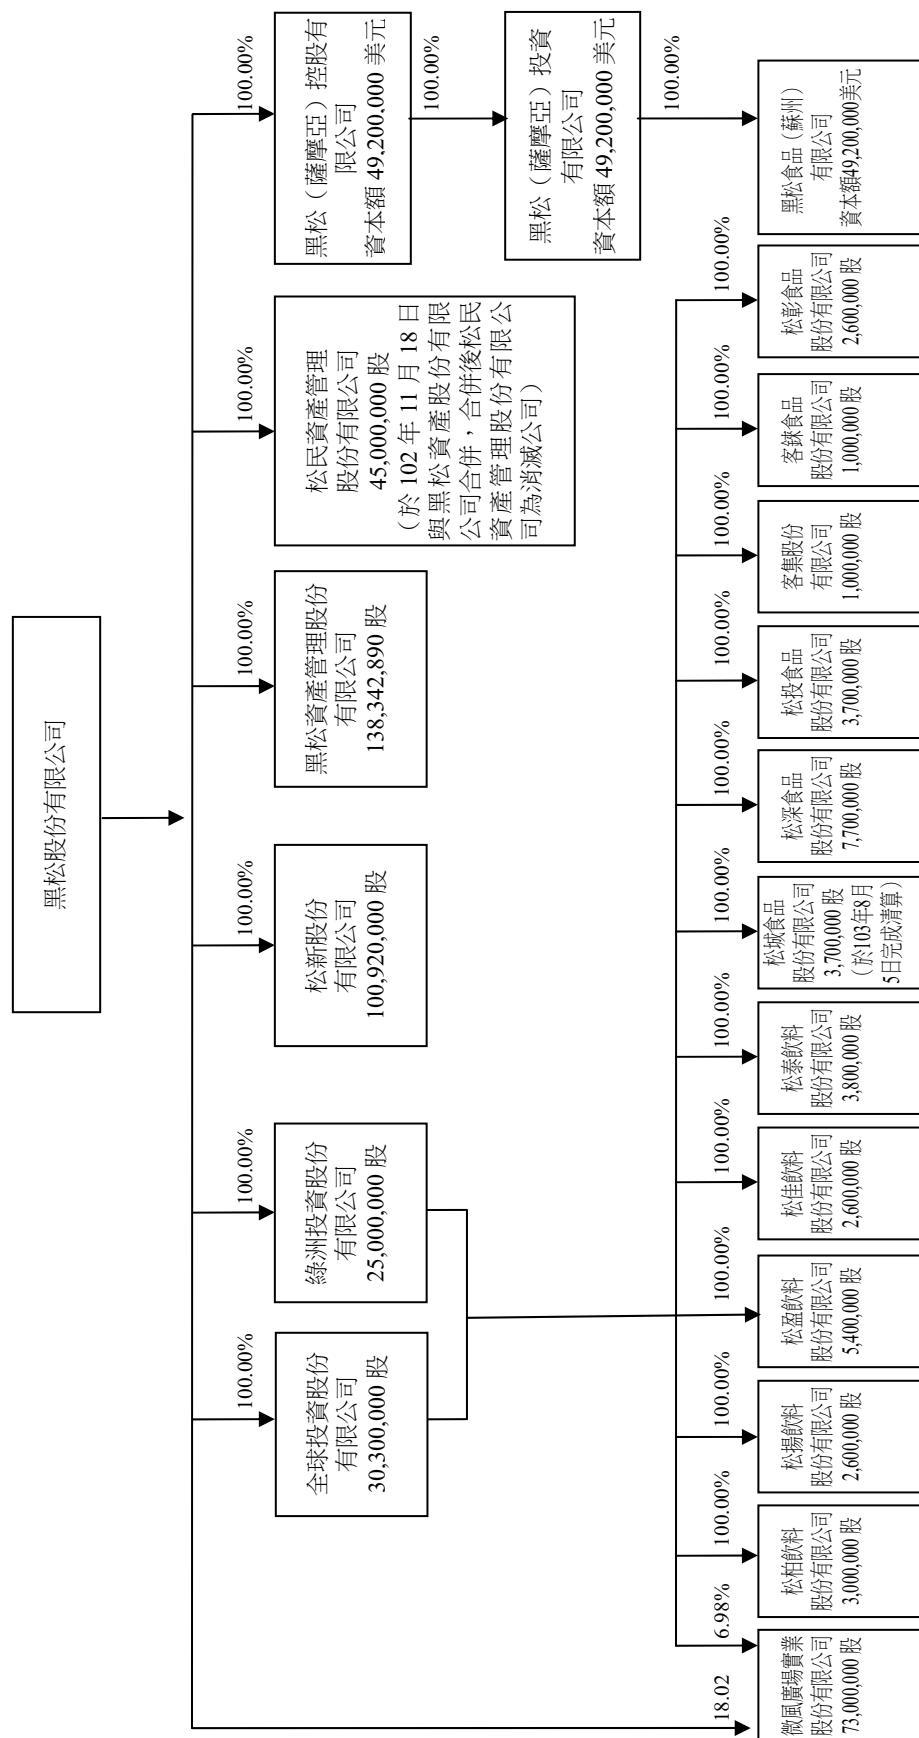 黑松股份有限公司
100.00%
100.00%
100.00%
100.00%
100.00%
100.00%
全球投資股份
有限公司
30,300,000 股
綠洲投資股份
有限公司
25,000,000 股
松新股份
有限公司
100,920,000 股
黑松資產管理股份
有限公司
138,342,890 股
松民資產管理
股份有限公司
45,000,000 股
（於 102 年 11 月 18 日
與黑松資產股份有限
公司合併，合併後松民
資產管理股份有限公
司為消滅公司）
黑松（薩摩亞）控股有
限公司
資本額 49,200,000 美元
100.00%
黑松（薩摩亞）投資
有限公司
資本額 49,200,000 美元
100.00%
18.02
6.98%
100.00%
100.00%
100.00%
100.00%
100.00%
100.00%
100.00%
100.00%
100.00%
100.00%
100.00%
微風廣場實業
股份有限公司
73,000,000 股
松柏飲料
股份有限公司
3,000,000 股
松揚飲料
股份有限公司
2,600,000 股
松盈飲料
股份有限公司
5,400,000 股
松佳飲料
股份有限公司
2,600,000 股
松泰飲料
股份有限公司
3,800,000 股
松城食品
股份有限公司
3,700,000 股
（於103年8月
5日完成清算）
松深食品
股份有限公司
7,700,000 股
松投食品
股份有限公司
3,700,000 股
客集股份
有限公司
1,000,000 股
客錸食品
股份有限公司
1,000,000 股
松彰食品
股份有限公司
2,600,000 股
黑松食品（蘇州）
有限公司
資本額49,200,000美元